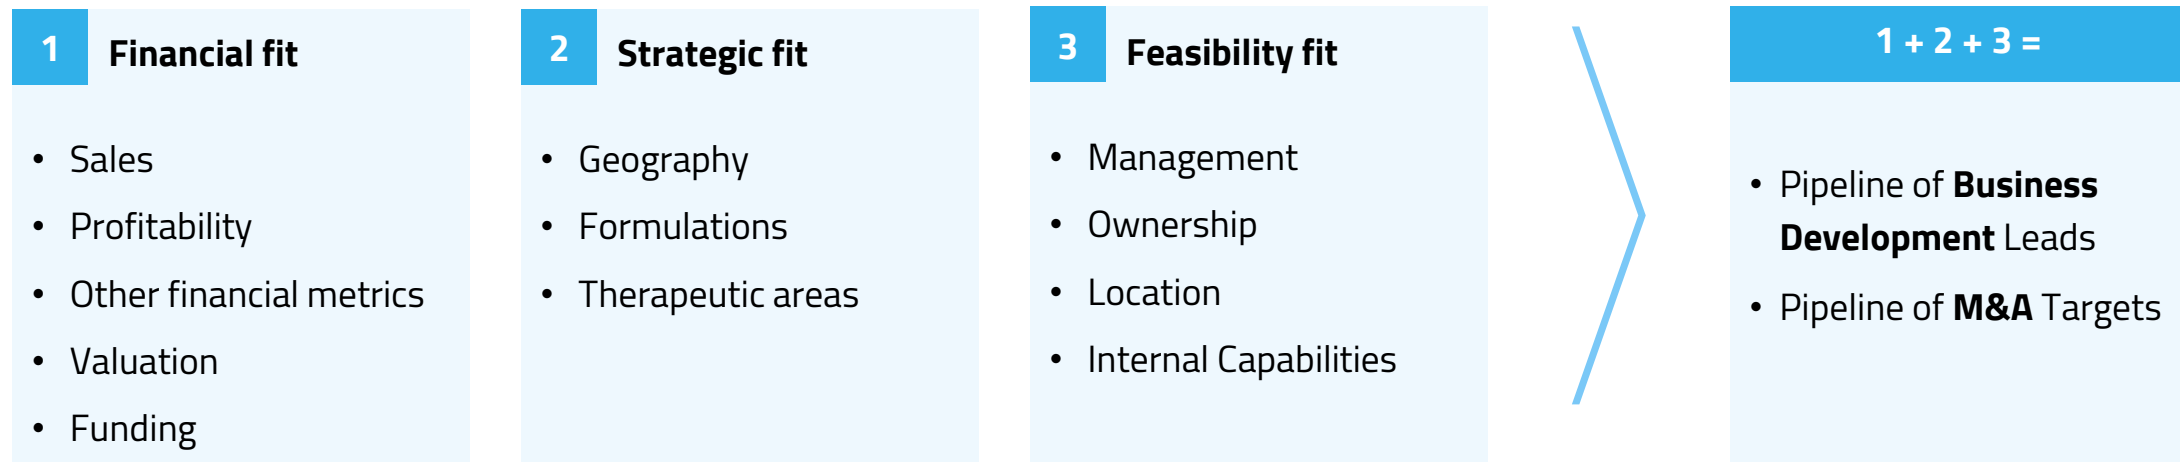 1 Financial fit
• Sales
• Profitability
• Other financial metrics
• Valuation
• Funding
2 Strategic fit
• Geography
• Formulations
• Therapeutic areas
3 Feasibility fit
• Management
• Ownership
• Location
• Internal Capabilities
1 + 2 + 3 =
• Pipeline of Business
Development Leads
• Pipeline of M&A Targets